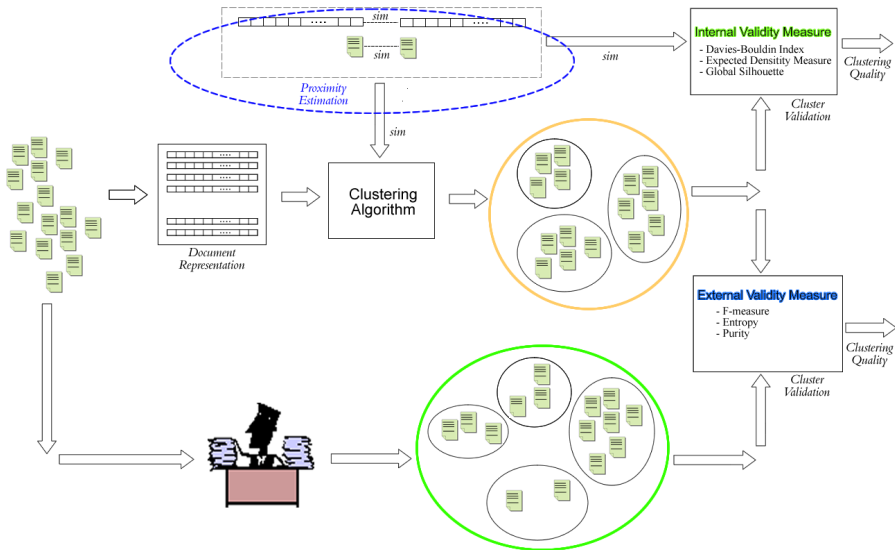 sim
sim
Proximity
Estimation
sim
sim
Internal Validity Measure
- Davies-Bouldin Index
- Expected Densitity Measure
- Global Silhouette
Clustering
Quality
Cluster
Validation
Document
Representation
Clustering
Algorithm
External Validity Measure
- F-measure
- Entropy
- Purity
Clustering
Quality
Cluster
Validation